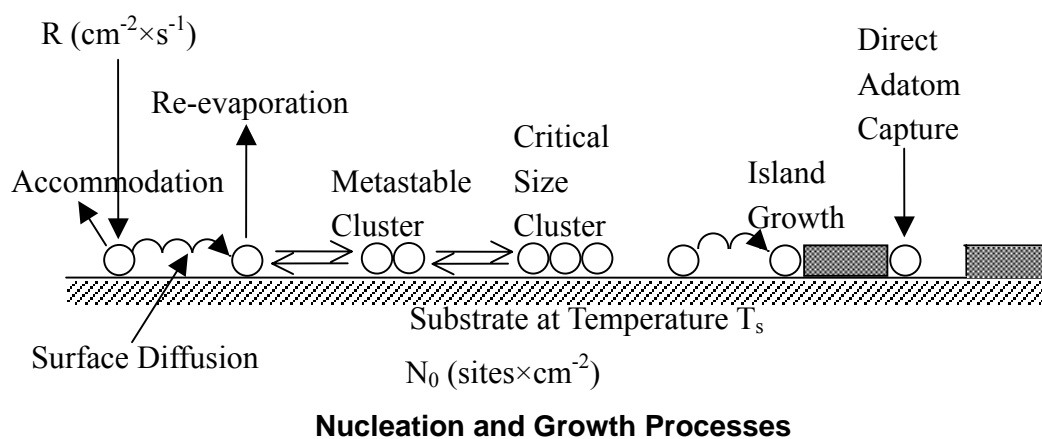 R (cm⁻²×s⁻¹)
Re-evaporation
Accommodation
Metastable
Cluster
Critical
Size
Cluster
Island
Growth
Direct
Adatom
Capture
Surface Diffusion
Substrate at Temperature Tₛ
N₀ (sites×cm⁻²)
Nucleation and Growth Processes